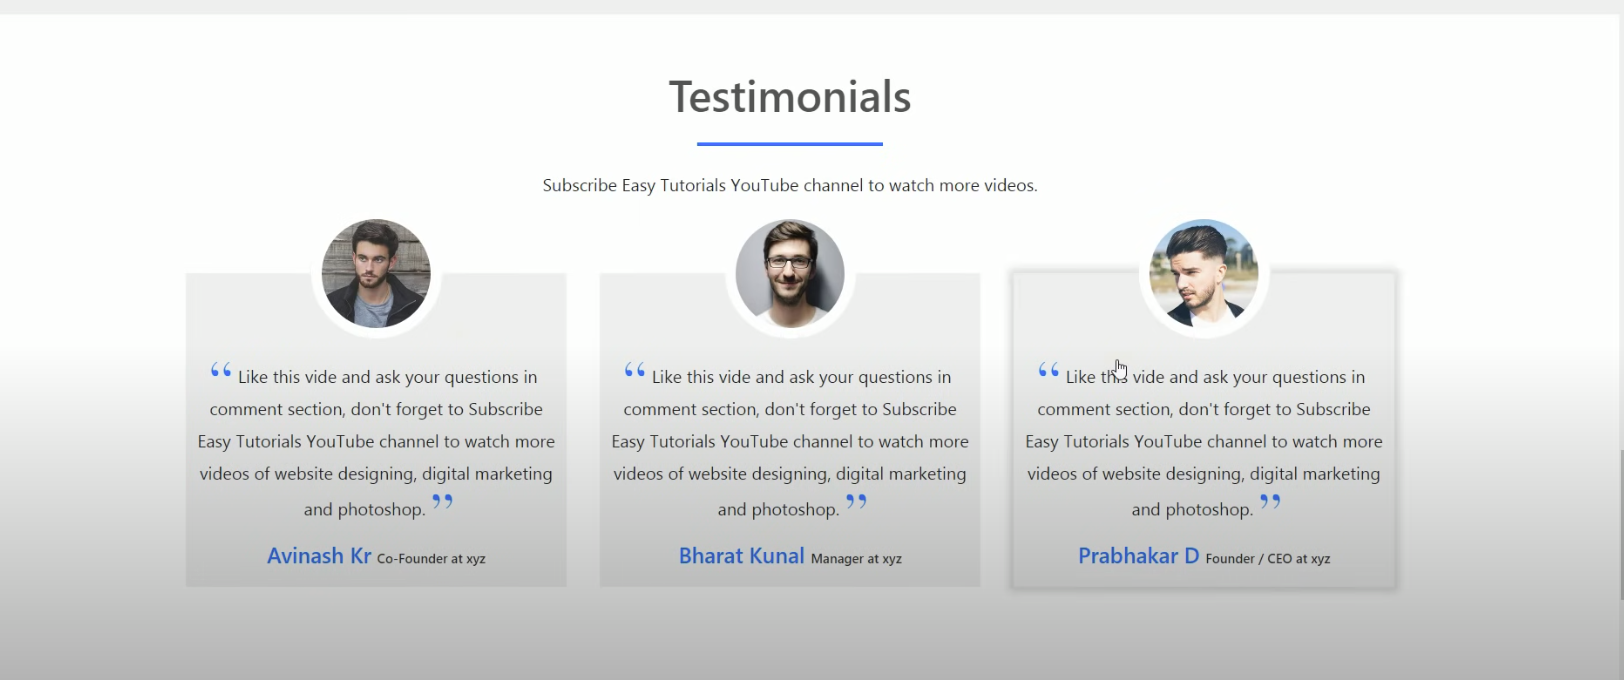 Testimonials
Subscribe Easy Tutorials YouTube channel to watch more videos.
“ Like this vide and ask your questions in
comment section, don't forget to Subscribe
Easy Tutorials YouTube channel to watch more
videos of website designing, digital marketing
and photoshop. ”
Avinash Kr Co-Founder at xyz
“ Like this vide and ask your questions in
comment section, don't forget to Subscribe
Easy Tutorials YouTube channel to watch more
videos of website designing, digital marketing
and photoshop. ”
Bharat Kunal Manager at xyz
“ Like this vide and ask your questions in
comment section, don't forget to Subscribe
Easy Tutorials YouTube channel to watch more
videos of website designing, digital marketing
and photoshop. ”
Prabhakar D Founder / CEO at xyz